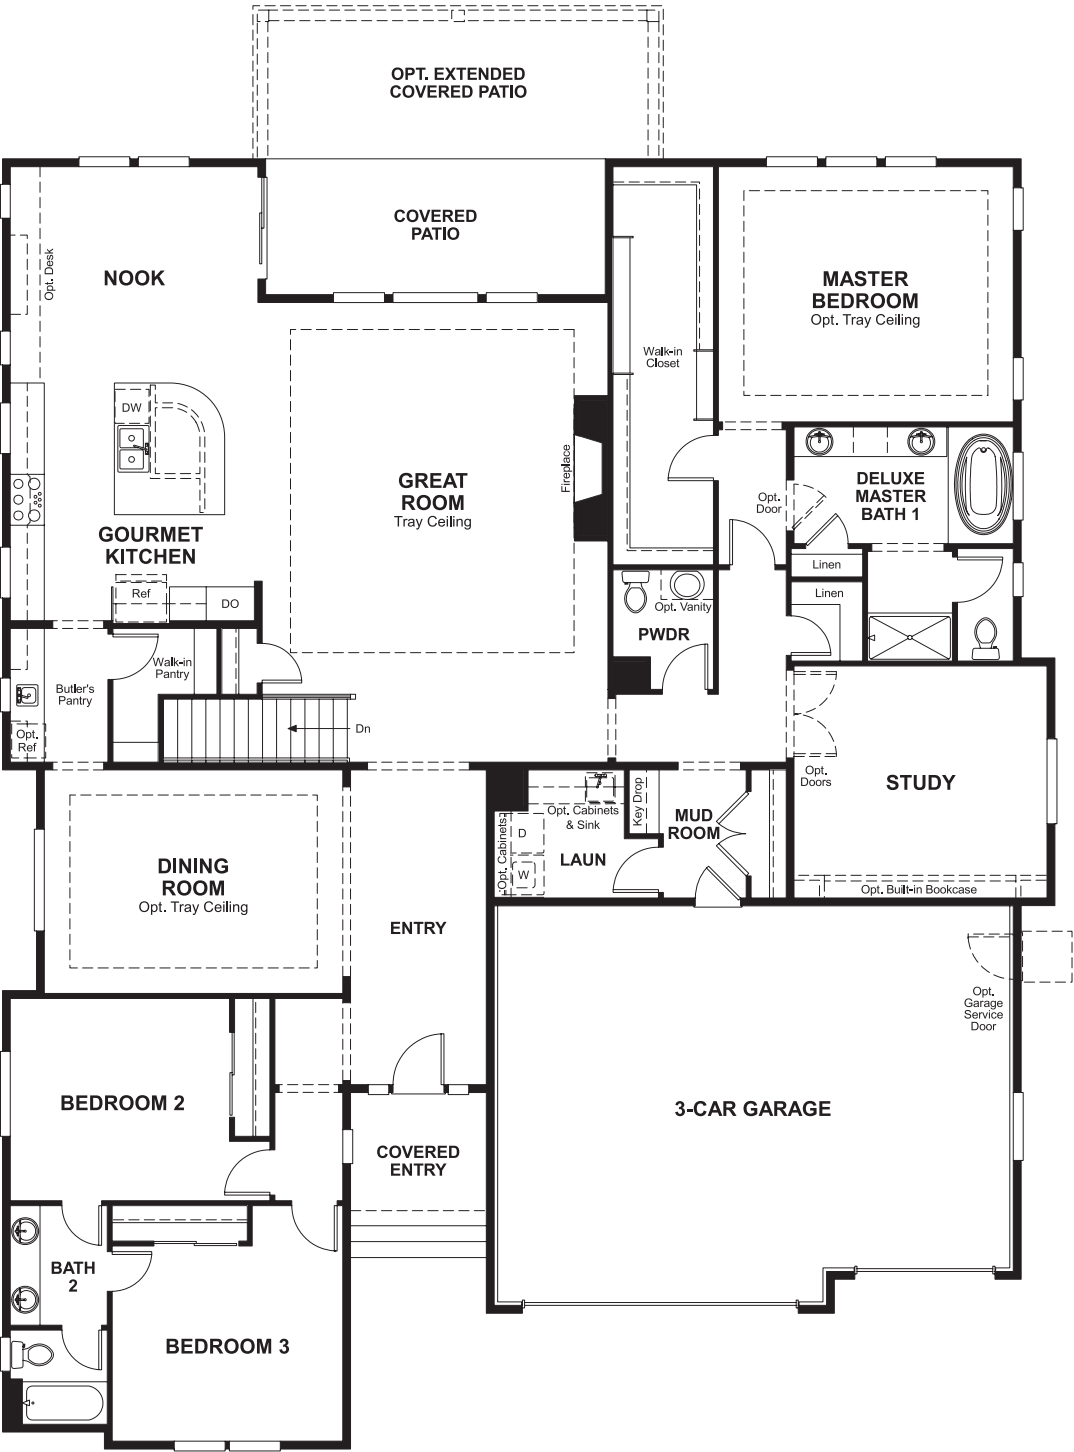 OPT. EXTENDED
COVERED PATIO
COVERED
PATIO
NOOK
Opt. Desk
MASTER
BEDROOM
Opt. Tray Ceiling
Walk-in
Closet
DW
GREAT
ROOM
Tray Ceiling
Fireplace
DELUXE
MASTER
BATH 1
Opt.
Door
GOURMET
KITCHEN
Ref
DO
Linen
Linen
Opt. Vanity
PWDR
Walk-in
Pantry
Butler's
Pantry
Opt.
Ref
Dn
Opt.
Doors
STUDY
Opt. Built-in Bookcase
Key Drop
MUD
ROOM
Opt. Cabinets
& Sink
Opt. Cabinets
D
W
LAUN
DINING
ROOM
Opt. Tray Ceiling
ENTRY
Opt.
Garage
Service
Door
BEDROOM 2
3-CAR GARAGE
COVERED
ENTRY
BATH
2
BEDROOM 3